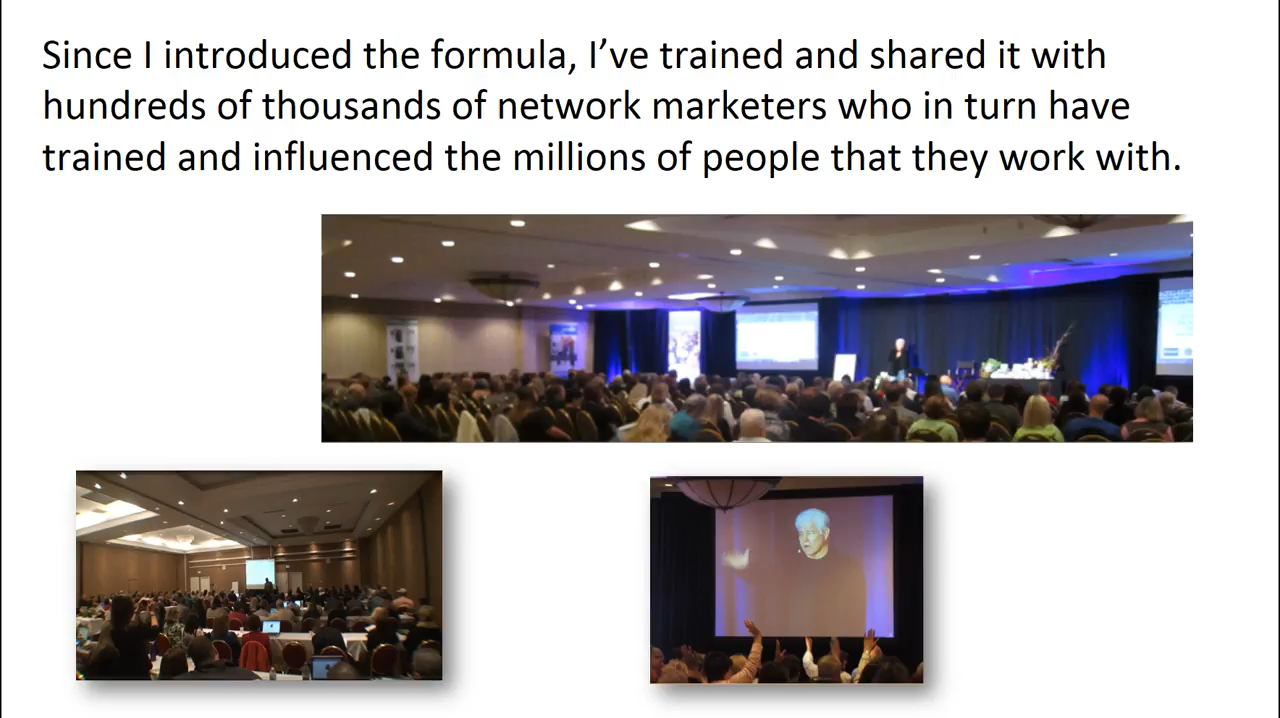 Since I introduced the formula, I’ve trained and shared it with
hundreds of thousands of network marketers who in turn have
trained and influenced the millions of people that they work with.